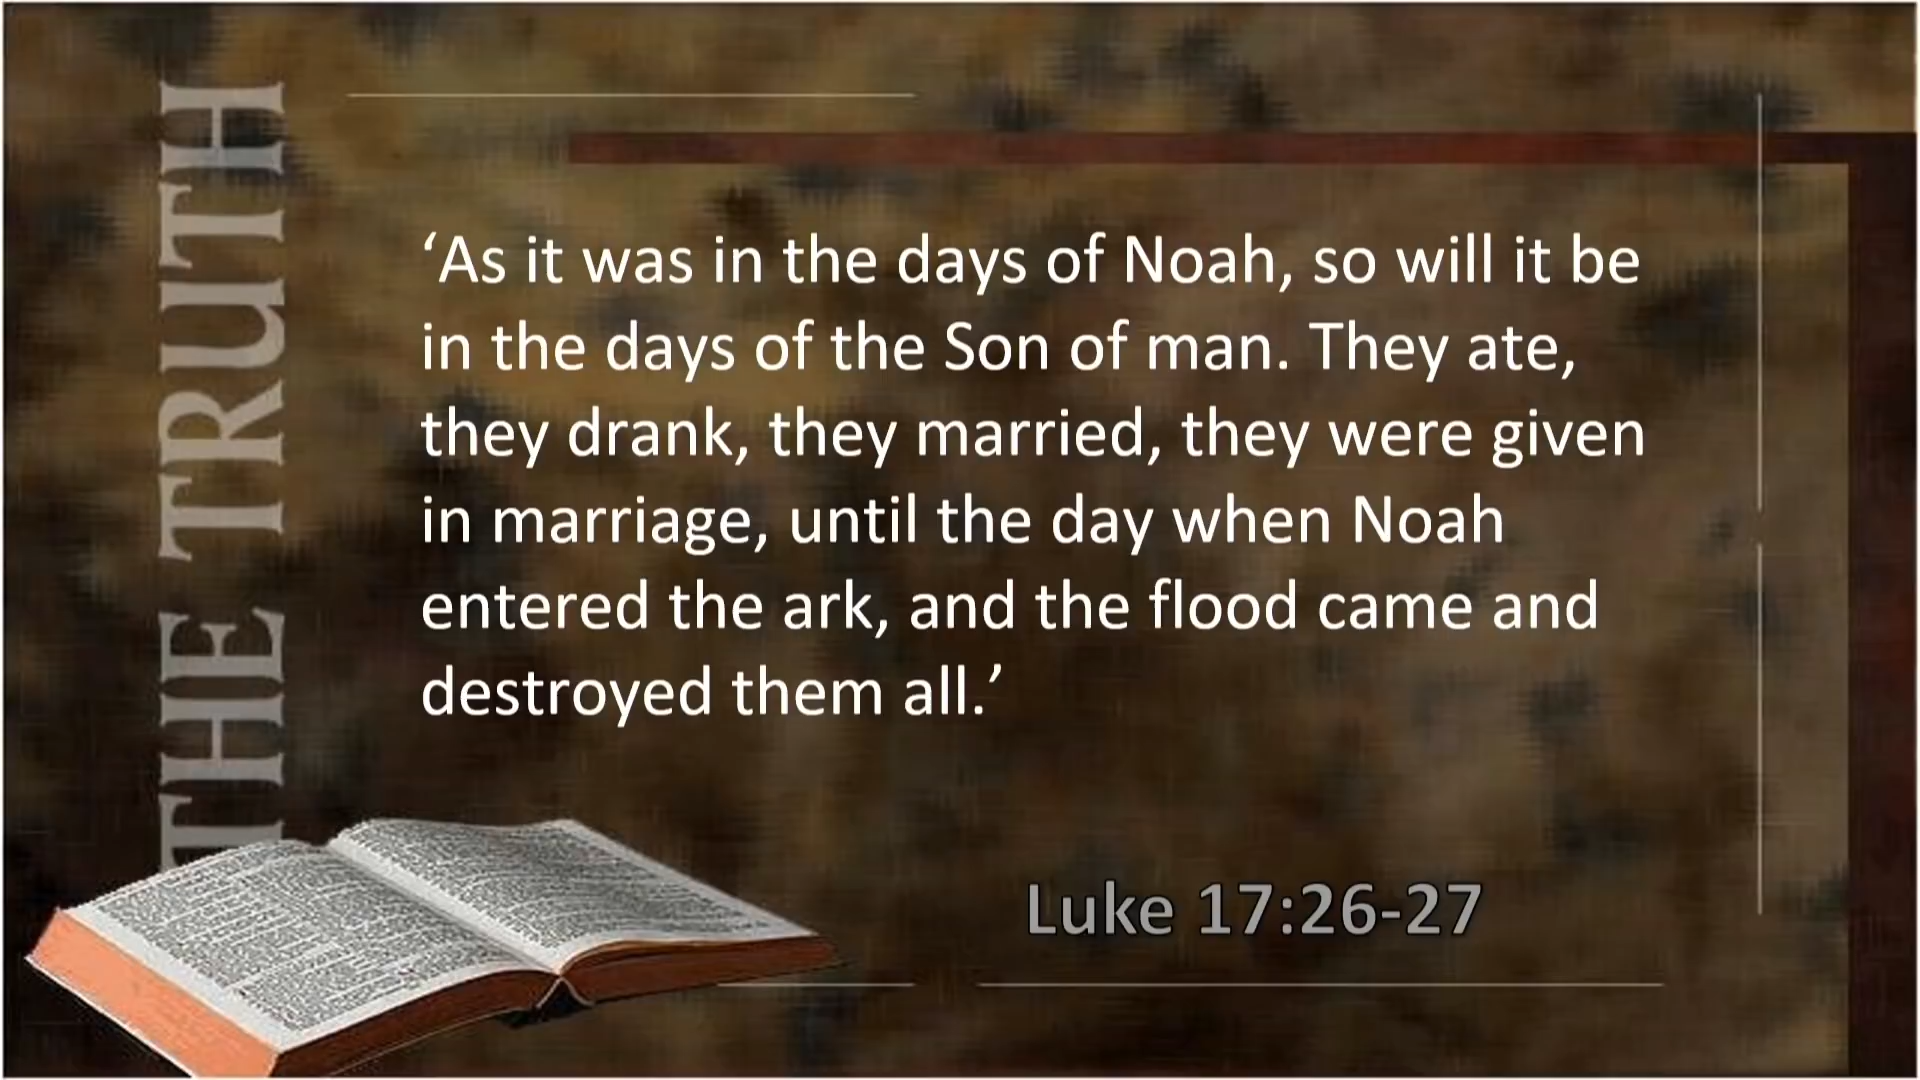 THE TRUTH
‘As it was in the days of Noah, so will it be
in the days of the Son of man. They ate,
they drank, they married, they were given
in marriage, until the day when Noah
entered the ark, and the flood came and
destroyed them all.’
Luke 17:26-27